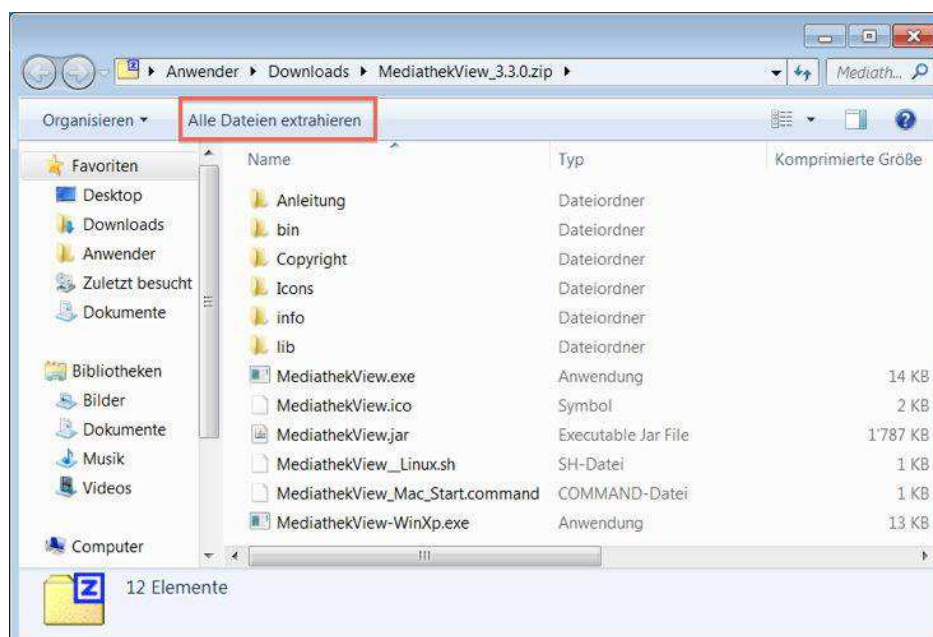 Anwender ▸ Downloads ▸ MediathekView_3.3.0.zip ▸ Mediath...
Organisieren Alle Dateien extrahieren
Name Typ Komprimierte Größe
Favoriten
Desktop
Downloads
Anwender
Zuletzt besucht
Dokumente
Bibliotheken
Bilder
Dokumente
Musik
Videos
Computer
Anleitung Dateiordner
bin Dateiordner
Copyright Dateiordner
Icons Dateiordner
info Dateiordner
lib Dateiordner
MediathekView.exe Anwendung 14 KB
MediathekView.ico Symbol 2 KB
MediathekView.jar Executable Jar File 1'787 KB
MediathekView__Linux.sh SH-Datei 1 KB
MediathekView_Mac_Start.command COMMAND-Datei 1 KB
MediathekView-WinXp.exe Anwendung 13 KB
Z 12 Elemente